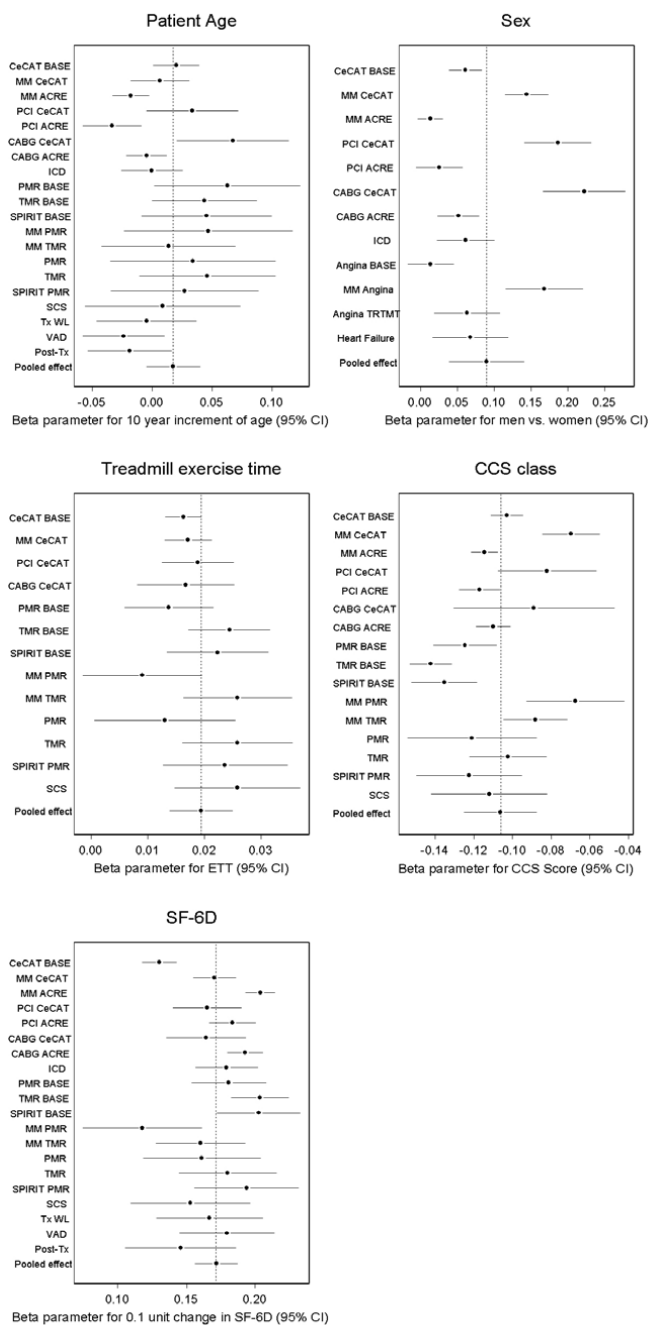 Patient Age
CeCAT BASE
MM CeCAT
MM ACRE
PCI CeCAT
PCI ACRE
CABG CeCAT
CABG ACRE
ICD
PMR BASE
TMR BASE
SPIRIT BASE
MM PMR
MM TMR
PMR
TMR
SPIRIT PMR
SCS
Tx WL
VAD
Post-Tx
Pooled effect
-0.05 0.00 0.05 0.10
Beta parameter for 10 year increment of age (95% CI)
Sex
CeCAT BASE
MM CeCAT
MM ACRE
PCI CeCAT
PCI ACRE
CABG CeCAT
CABG ACRE
ICD
Angina BASE
MM Angina
Angina TRTMT
Heart Failure
Pooled effect
0.00 0.05 0.10 0.15 0.20 0.25
Beta parameter for men vs. women (95% CI)
Treadmill exercise time
CeCAT BASE
MM CeCAT
PCI CeCAT
CABG CeCAT
PMR BASE
TMR BASE
SPIRIT BASE
MM PMR
MM TMR
PMR
TMR
SPIRIT PMR
SCS
Pooled effect
0.00 0.01 0.02 0.03
Beta parameter for ETT (95% CI)
CCS class
CeCAT BASE
MM CeCAT
MM ACRE
PCI CeCAT
PCI ACRE
CABG CeCAT
CABG ACRE
PMR BASE
TMR BASE
SPIRIT BASE
MM PMR
MM TMR
PMR
TMR
SPIRIT PMR
SCS
Pooled effect
-0.14 -0.12 -0.10 -0.08 -0.06 -0.04
Beta parameter for CCS Score (95% CI)
SF-6D
CeCAT BASE
MM CeCAT
MM ACRE
PCI CeCAT
PCI ACRE
CABG CeCAT
CABG ACRE
ICD
PMR BASE
TMR BASE
SPIRIT BASE
MM PMR
MM TMR
PMR
TMR
SPIRIT PMR
SCS
Tx WL
VAD
Post-Tx
Pooled effect
0.10 0.15 0.20
Beta parameter for 0.1 unit change in SF-6D (95% CI)